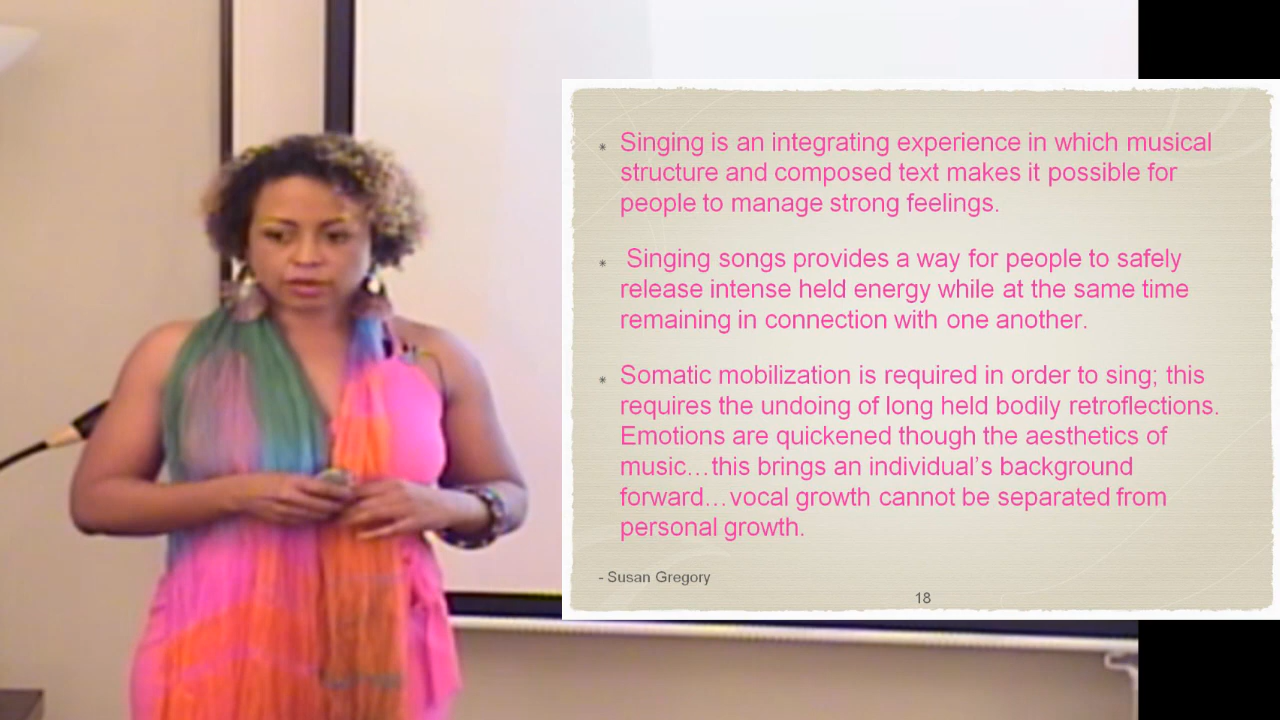 * Singing is an integrating experience in which musical
structure and composed text makes it possible for
people to manage strong feelings.
* Singing songs provides a way for people to safely
release intense held energy while at the same time
remaining in connection with one another.
* Somatic mobilization is required in order to sing; this
requires the undoing of long held bodily retroflections.
Emotions are quickened though the aesthetics of
music…this brings an individual’s background
forward…vocal growth cannot be separated from
personal growth.
- Susan Gregory
18